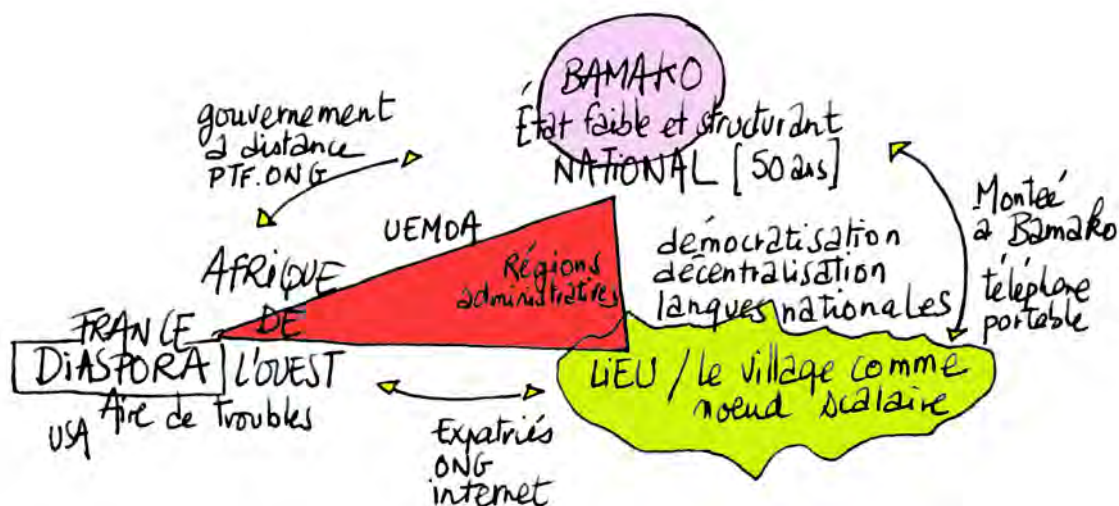 BAMAKO
État faible et structurant
NATIONAL [50 ans]
gouvernement
à distance
PTF.ONG
Monteé
à Bamako
téléphone
portable
UEMOA
Régions
administratives
démocratisation
décentralisation
langues nationales
AFRIQUE
DE
L'OUEST
FRANCE
DIASPORA
Aire de troubles
USA
LIEU / le village comme
noeud scalaire
Expatriés
ONG
internet